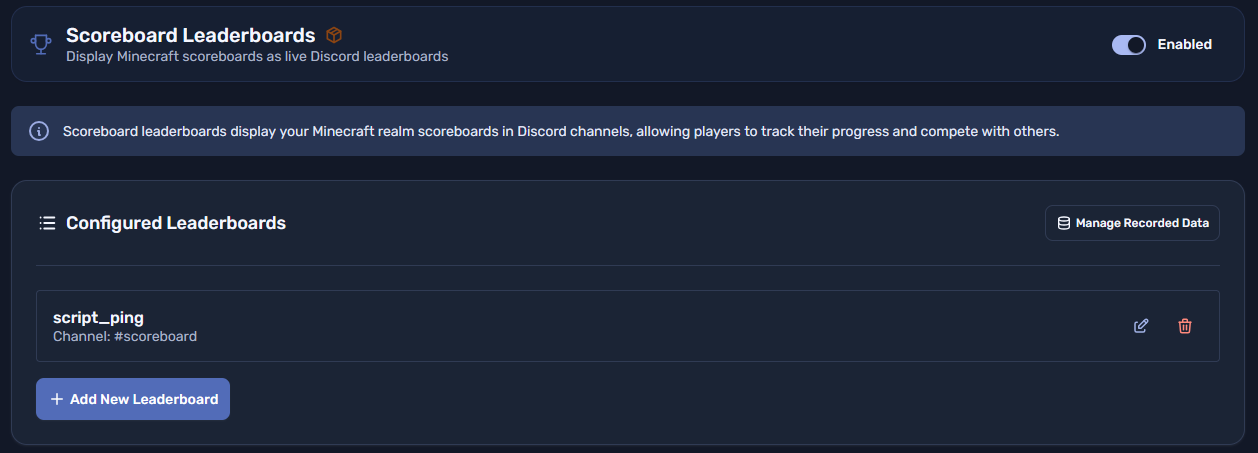 Scoreboard Leaderboards
Display Minecraft scoreboards as live Discord leaderboards
Enabled
Scoreboard leaderboards display your Minecraft realm scoreboards in Discord channels, allowing players to track their progress and compete with others.
Configured Leaderboards
Manage Recorded Data
script_ping
Channel: #scoreboard
Add New Leaderboard